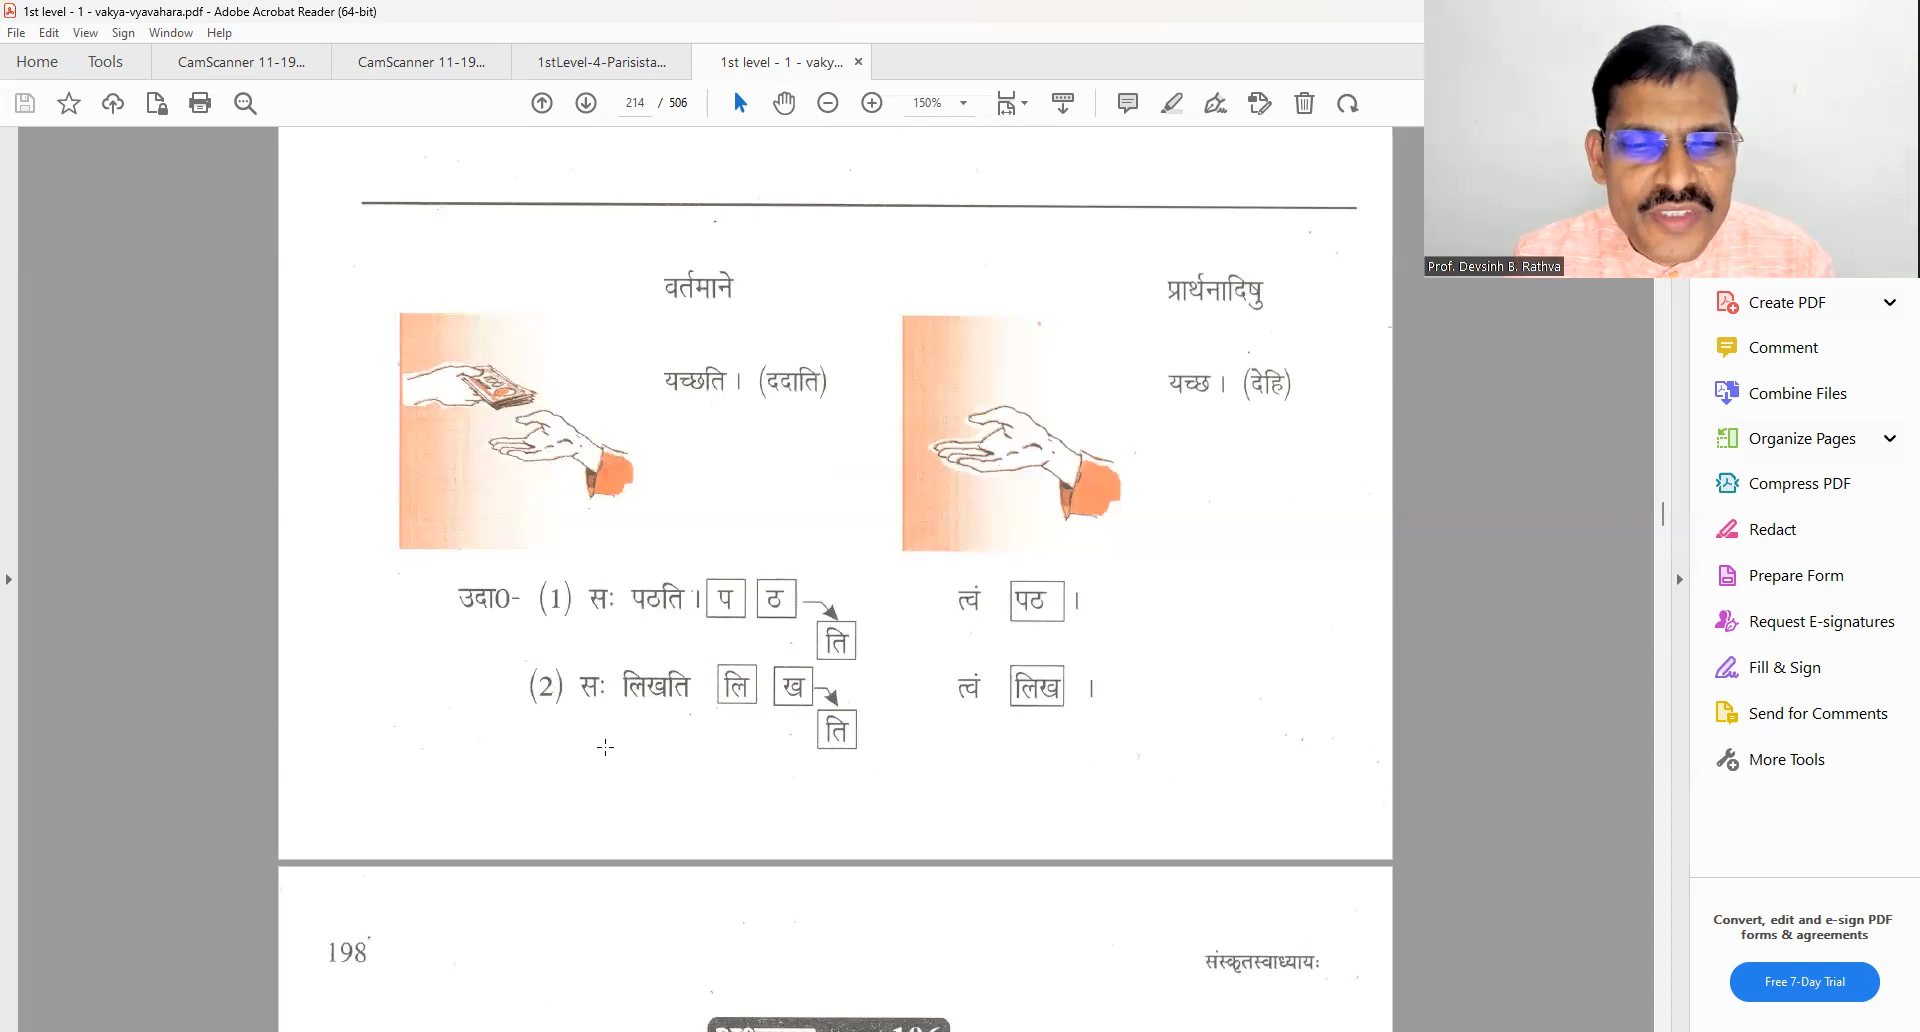 1st level - 1 - vakya-vyavahara.pdf - Adobe Acrobat Reader (64-bit)
File Edit View Sign Window Help
Home Tools CamScanner 11-19... CamScanner 11-19... 1stLevel-4-Parisista... 1st level - 1 - vaky...
214 / 506 150%
Prof. Devsinh B. Rathva
वर्तमाने प्रार्थनादिषु
यच्छति । (ददाति) यच्छ । (देहि)
उदा0- (1) सः पठति । प ठ त्वं पठ ।
ति
(2) सः लिखति लि ख त्वं लिख ।
ति
198 संस्कृतस्वाध्यायः
Create PDF
Comment
Combine Files
Organize Pages
Compress PDF
Redact
Prepare Form
Request E-signatures
Fill & Sign
Send for Comments
More Tools
Convert, edit and e-sign PDF
forms & agreements
Free 7-Day Trial